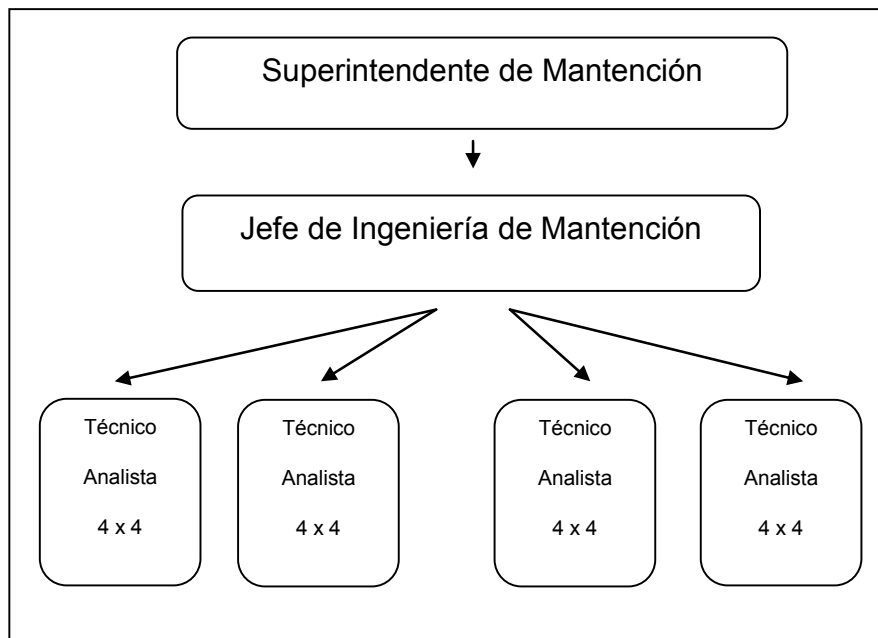 Superintendente de Mantención
Jefe de Ingeniería de Mantención
Técnico
Analista
4 x 4
Técnico
Analista
4 x 4
Técnico
Analista
4 x 4
Técnico
Analista
4 x 4